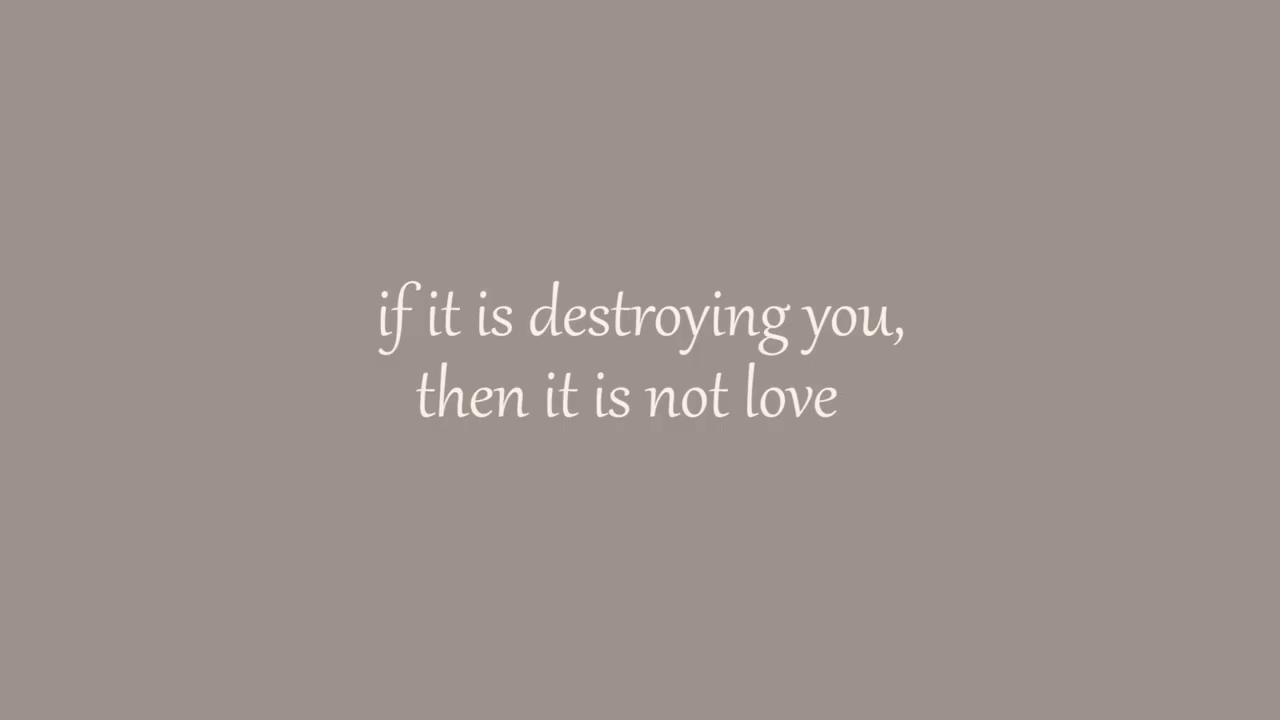 if it is destroying you,
then it is not love